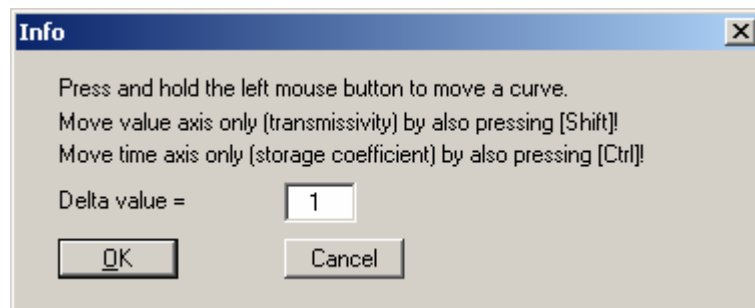 Info
Press and hold the left mouse button to move a curve.
Move value axis only (transmissivity) by also pressing [Shift]!
Move time axis only (storage coefficient) by also pressing [Ctrl]!
Delta value = 1
OK Cancel